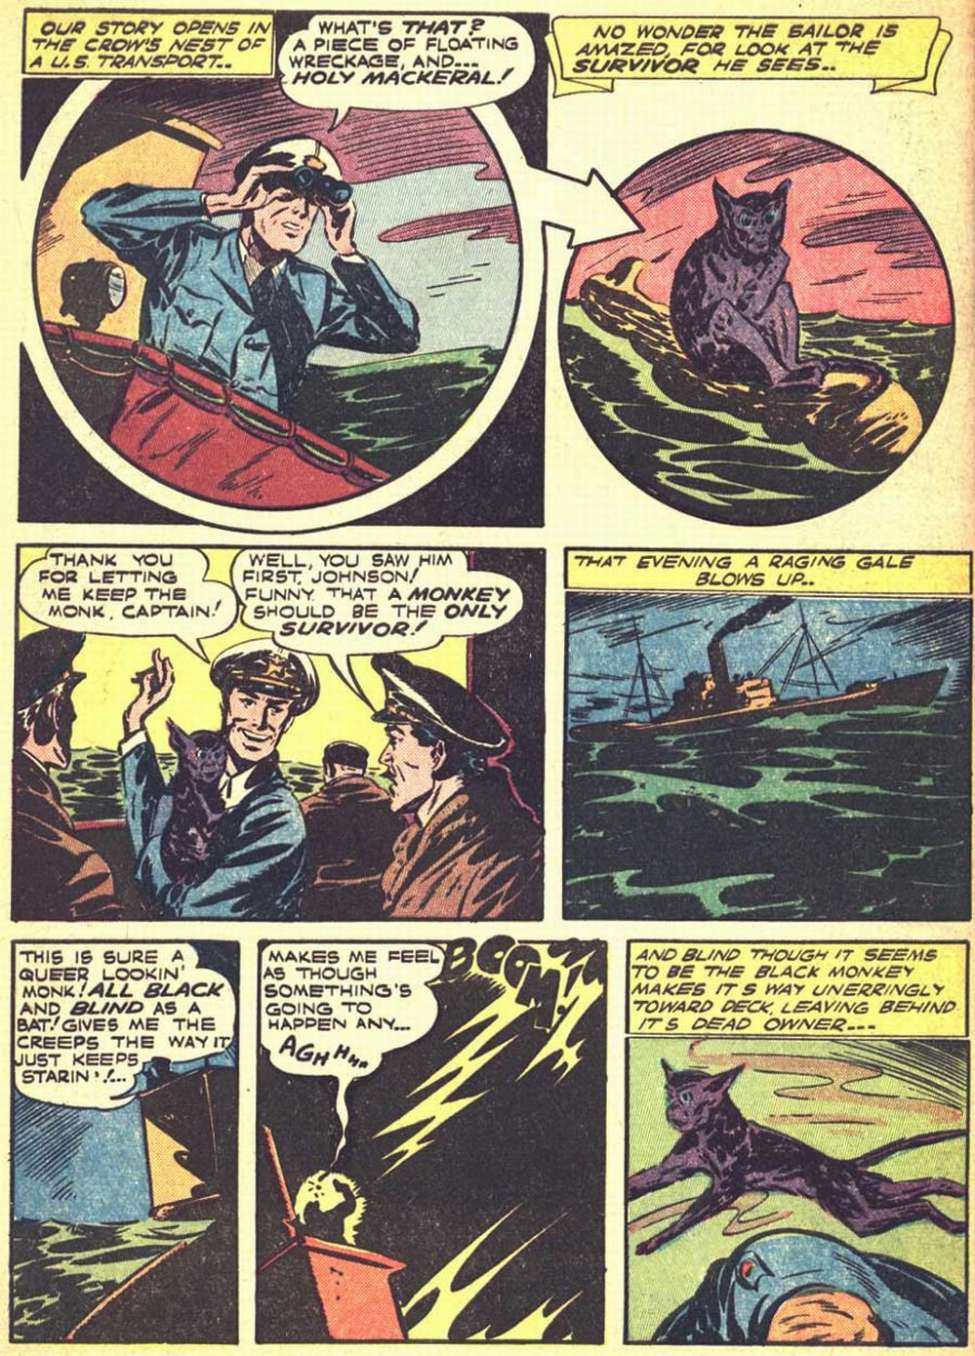 OUR STORY OPENS IN
THE CROW'S NEST OF
A U.S. TRANSPORT..
WHAT'S THAT?
A PIECE OF FLOATING
WRECKAGE, AND...
HOLY MACKERAL!
NO WONDER THE SAILOR IS
AMAZED, FOR LOOK AT THE
SURVIVOR HE SEES..
THANK YOU
FOR LETTING
ME KEEP THE
MONK, CAPTAIN!
WELL, YOU SAW HIM
FIRST, JOHNSON!
FUNNY THAT A MONKEY
SHOULD BE THE ONLY
SURVIVOR!
THAT EVENING A RAGING GALE
BLOWS UP..
THIS IS SURE A
QUEER LOOKIN'
MONK! ALL BLACK
AND BLIND AS A
BAT! GIVES ME THE
CREEPS THE WAY IT
JUST KEEPS
STARIN'!...
MAKES ME FEEL
AS THOUGH
SOMETHING'S
GOING TO
HAPPEN ANY...
AGHHHH
BOOM!
AND BLIND THOUGH IT SEEMS
TO BE THE BLACK MONKEY
MAKES IT S WAY UNERRINGLY
TOWARD DECK, LEAVING BEHIND
IT S DEAD OWNER---